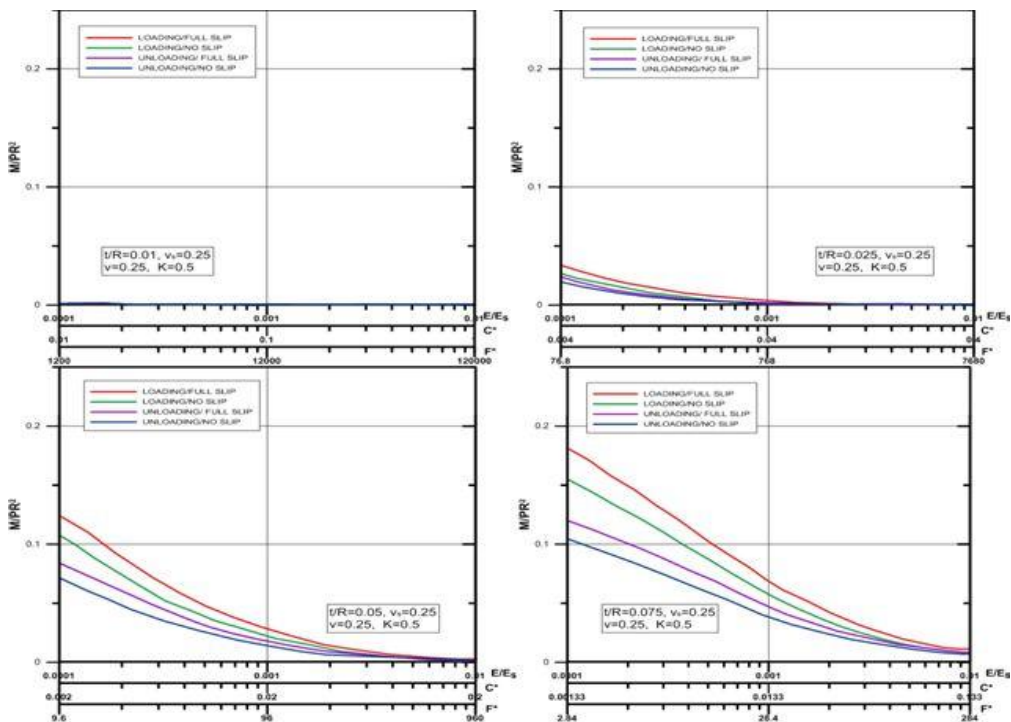 LOADING/FULL SLIP
LOADING/NO SLIP
UNLOADING/ FULL SLIP
UNLOADING/NO SLIP
0.2
M/PR²
0.1
t/R=0.01, vₛ=0.25
v=0.25, K=0.5
0
0.0001 0.001 0.01 E/Eₛ
C*
0.01 0.1
F*
1200 12000 120000
LOADING/FULL SLIP
LOADING/NO SLIP
UNLOADING/ FULL SLIP
UNLOADING/NO SLIP
0.2
M/PR²
0.1
t/R=0.025, vₛ=0.25
v=0.25, K=0.5
0
0.0001 0.001 0.01 E/Eₛ
C*
0.004 0.04 0.4
F*
76.8 768 7680
LOADING/FULL SLIP
LOADING/NO SLIP
UNLOADING/ FULL SLIP
UNLOADING/NO SLIP
0.2
M/PR²
0.1
t/R=0.05, vₛ=0.25
v=0.25, K=0.5
0
0.0001 0.001 0.01 E/Eₛ
C*
0.002 0.02 0.2
F*
9.6 96 960
LOADING/FULL SLIP
LOADING/NO SLIP
UNLOADING/ FULL SLIP
UNLOADING/NO SLIP
0.2
M/PR²
0.1
t/R=0.075, vₛ=0.25
v=0.25, K=0.5
0
0.0001 0.001 0.01 E/Eₛ
C*
0.00133 0.0133 0.133
F*
2.84 28.4 284